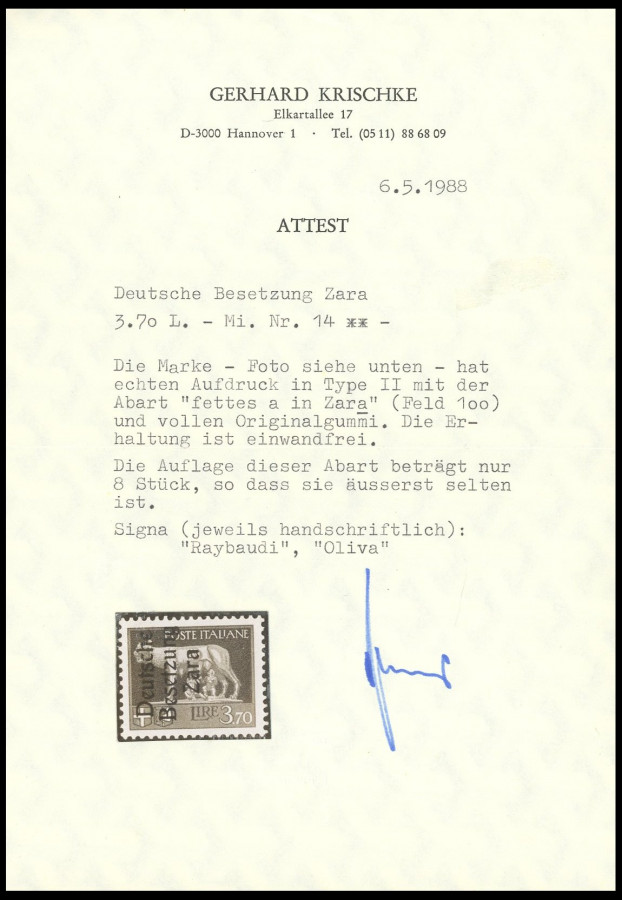 GERHARD KRISCHKE
Elkartallee 17
D-3000 Hannover 1 · Tel. (05 11) 88 68 09
6.5.1988
ATTEST
Deutsche Besetzung Zara
3.7o L. - Mi. Nr. 14 ** -
Die Marke - Foto siehe unten - hat
echten Aufdruck in Type II mit der
Abart "fettes a in Zara" (Feld 1oo)
und vollen Originalgummi. Die Er-
haltung ist einwandfrei.
Die Auflage dieser Abart beträgt nur
8 Stück, so dass sie äusserst selten
ist.
Signa (jeweils handschriftlich):
"Raybaudi", "Oliva"
POSTE ITALIANE
Deutsche
Besetzung
Zara
LIRE 3,70